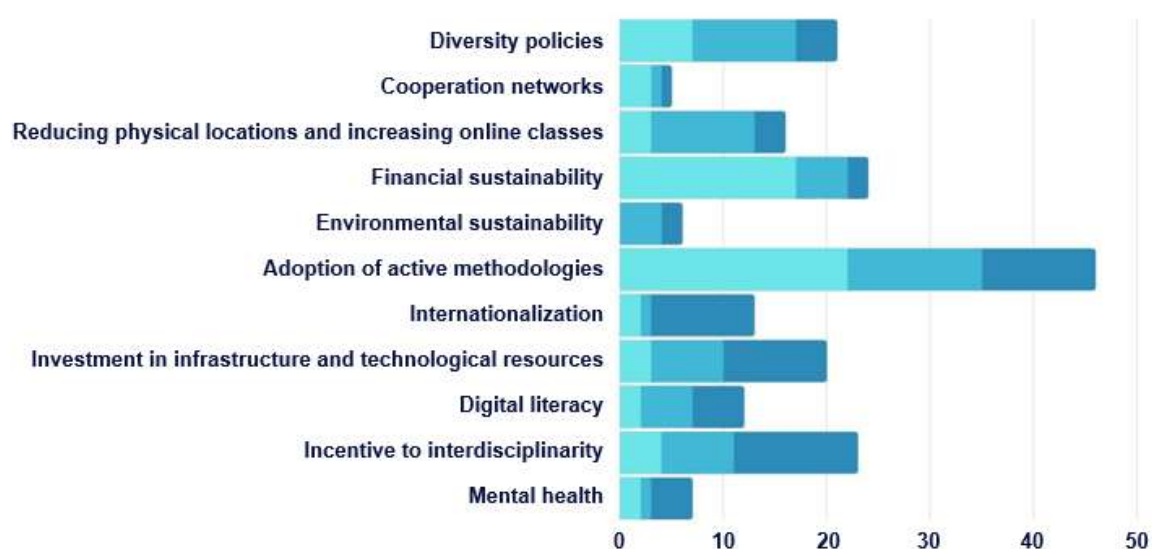 Diversity policies
Cooperation networks
Reducing physical locations and increasing online classes
Financial sustainability
Environmental sustainability
Adoption of active methodologies
Internationalization
Investment in infrastructure and technological resources
Digital literacy
Incentive to interdisciplinarity
Mental health
0 10 20 30 40 50